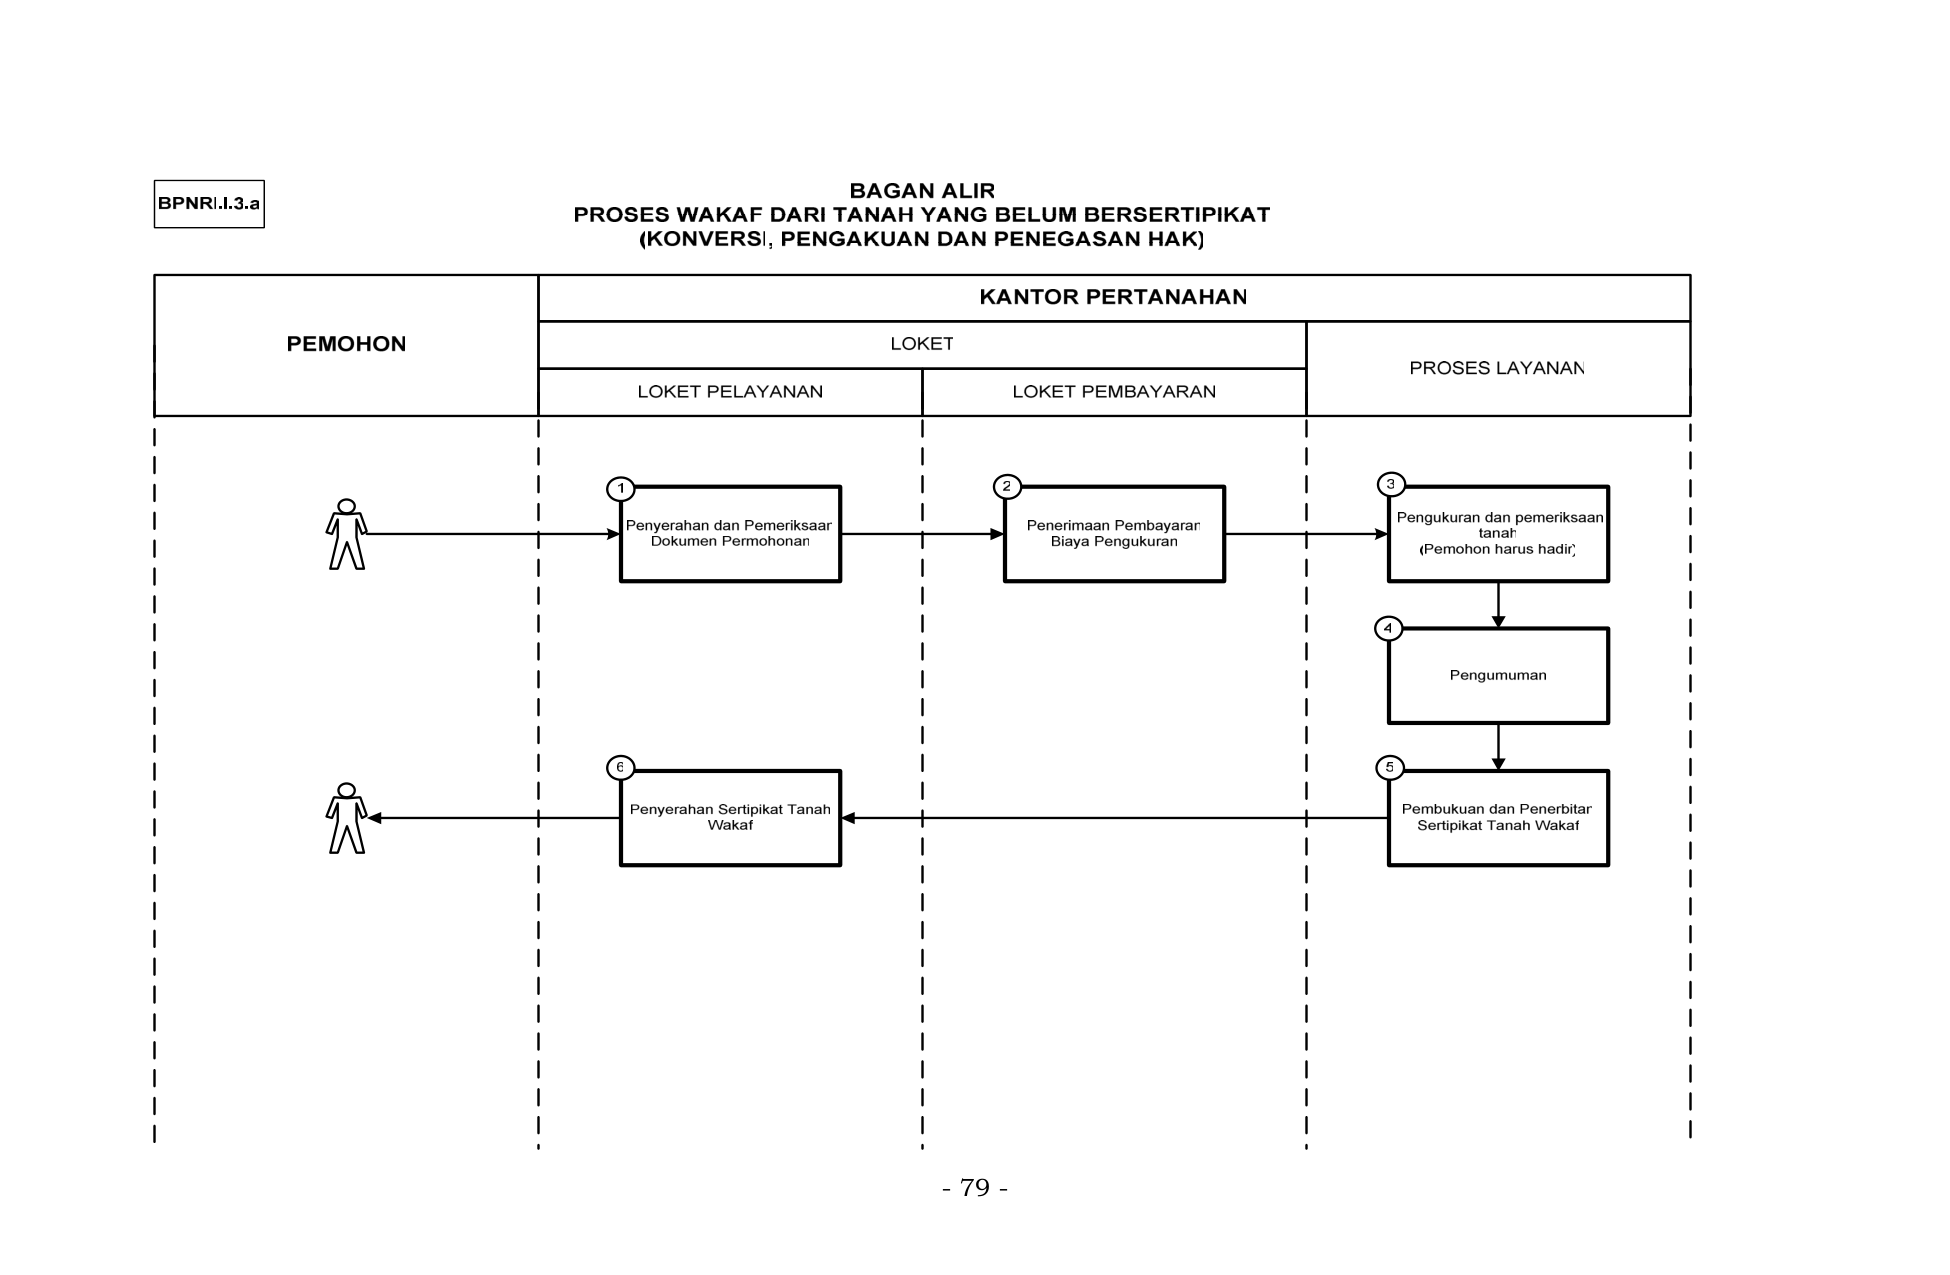 BPNRI.I.3.a
BAGAN ALIR
PROSES WAKAF DARI TANAH YANG BELUM BERSERTIPIKAT
(KONVERSI, PENGAKUAN DAN PENEGASAN HAK)
PEMOHON
KANTOR PERTANAHAN
LOKET
PROSES LAYANAN
LOKET PELAYANAN
LOKET PEMBAYARAN
1
Penyerahan dan Pemeriksaan
Dokumen Permohonan
2
Penerimaan Pembayaran
Biaya Pengukuran
3
Pengukuran dan pemeriksaan
tanah
(Pemohon harus hadir)
4
Pengumuman
5
Pembukuan dan Penerbitan
Sertipikat Tanah Wakaf
6
Penyerahan Sertipikat Tanah
Wakaf
- 79 -